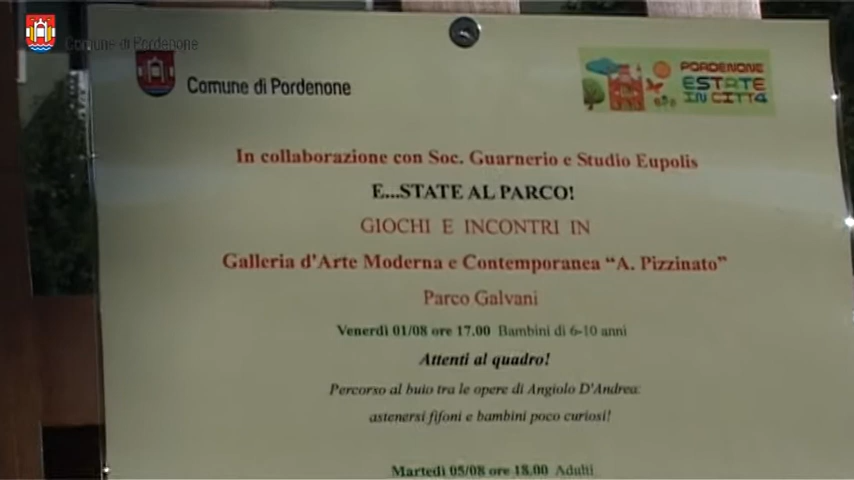 Comune di Pordenone
Comune di Pordenone
PORDENONE
ESTATE
IN CITTA
In collaborazione con Soc. Guarnerio e Studio Eupolis
E...STATE AL PARCO!
GIOCHI E INCONTRI IN
Galleria d'Arte Moderna e Contemporanea “A. Pizzinato”
Parco Galvani
Venerdì 01/08 ore 17.00 Bambini di 6-10 anni
Attenti al quadro!
Percorso al buio tra le opere di Angiolo D'Andrea:
astenersi fifoni e bambini poco curiosi!
Martedì 05/08 ore 18.00 Adulti